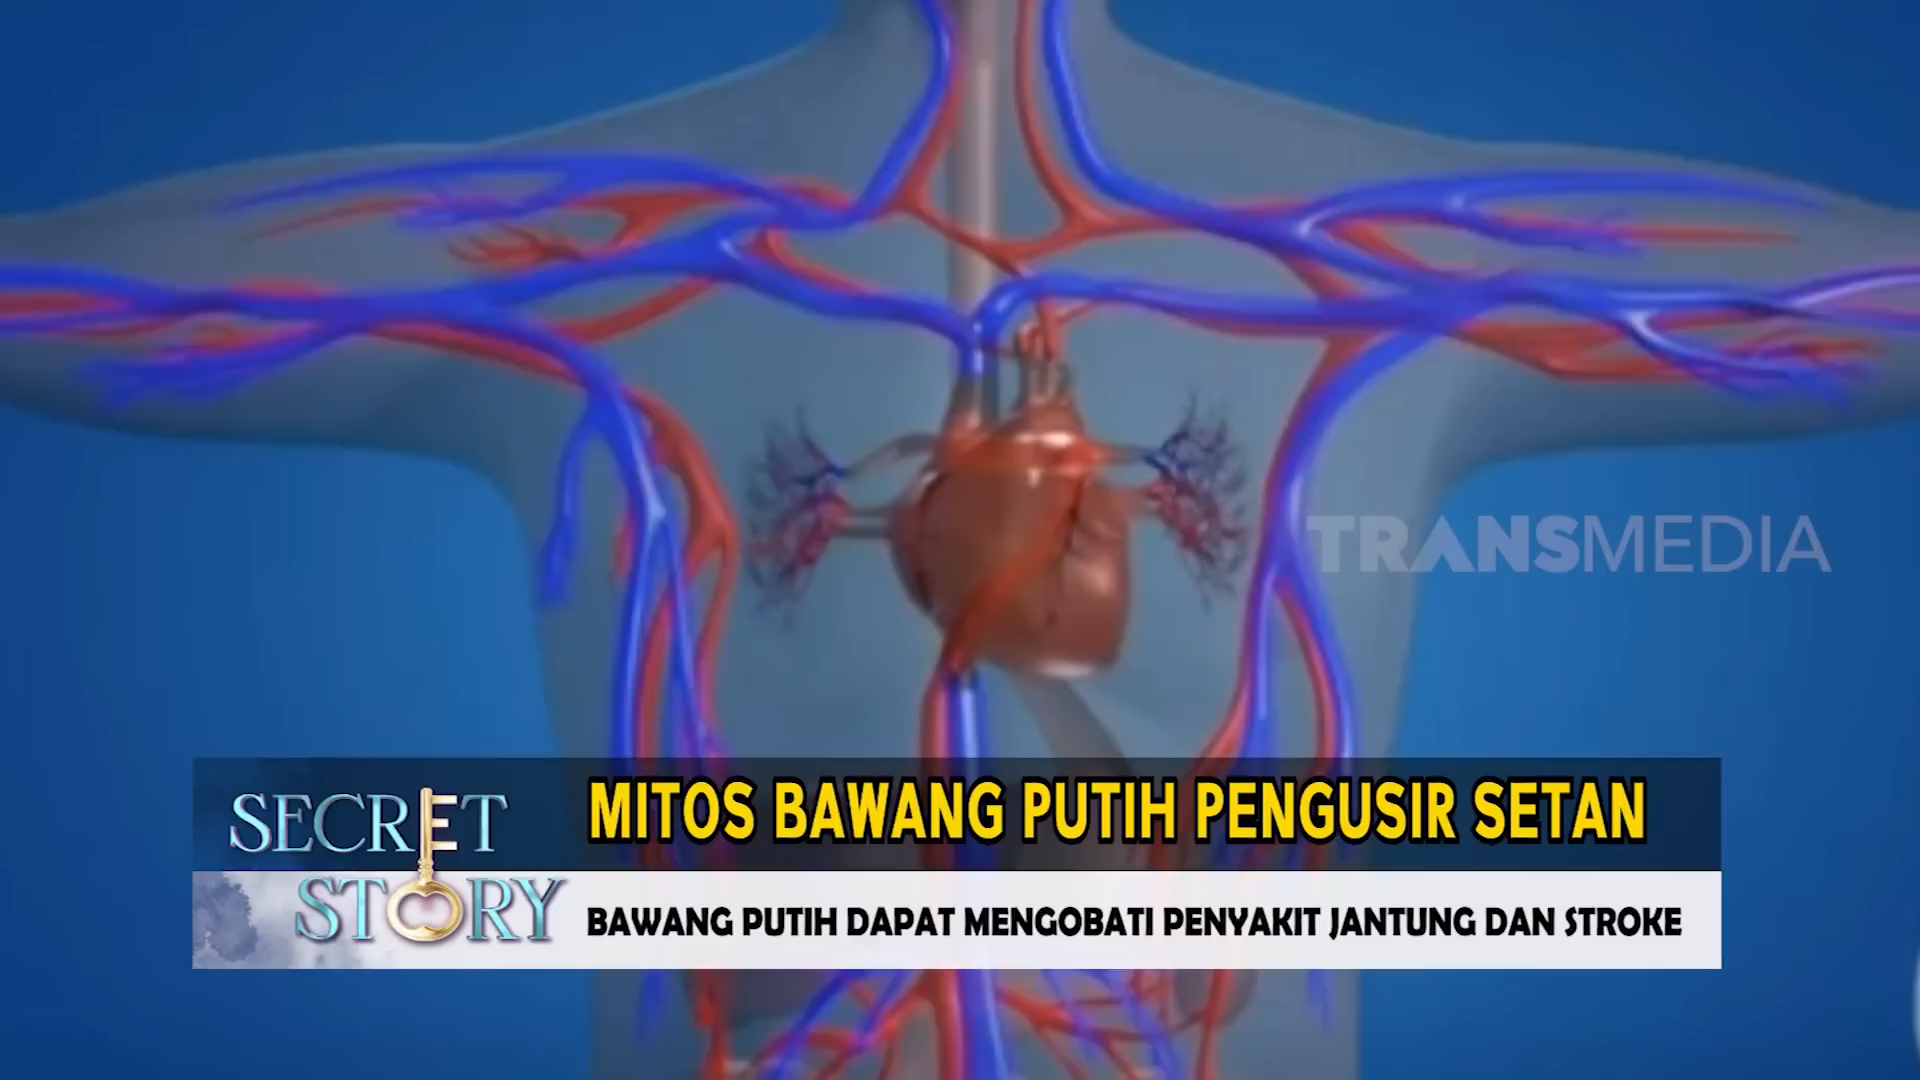 TRANSMEDIA
SECRET
STORY
MITOS BAWANG PUTIH PENGUSIR SETAN
BAWANG PUTIH DAPAT MENGOBATI PENYAKIT JANTUNG DAN STROKE